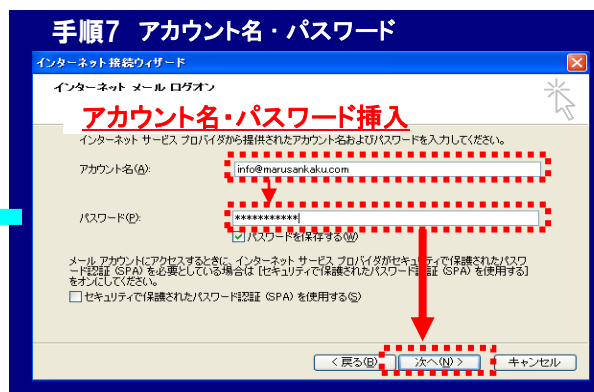 手順7 アカウント名・パスワード
インターネット接続ウィザード
インターネット メール ログオン
アカウント名・パスワード挿入
インターネット サービス プロバイダから提供されたアカウント名およびパスワードを入力してください。
アカウント名(A):
info@marusankaku.com
パスワード(P):
***********
パスワードを保存する(W)
メール アカウントにアクセスするときに、インターネット サービス プロバイダがセキュリティで保護されたパスワ
ード認証 (SPA) を必要としている場合は [セキュリティで保護されたパスワード認証 (SPA) を使用する]
をオンにしてください。
セキュリティで保護されたパスワード認証 (SPA) を使用する(S)
< 戻る(B)
次へ(N) >
キャンセル